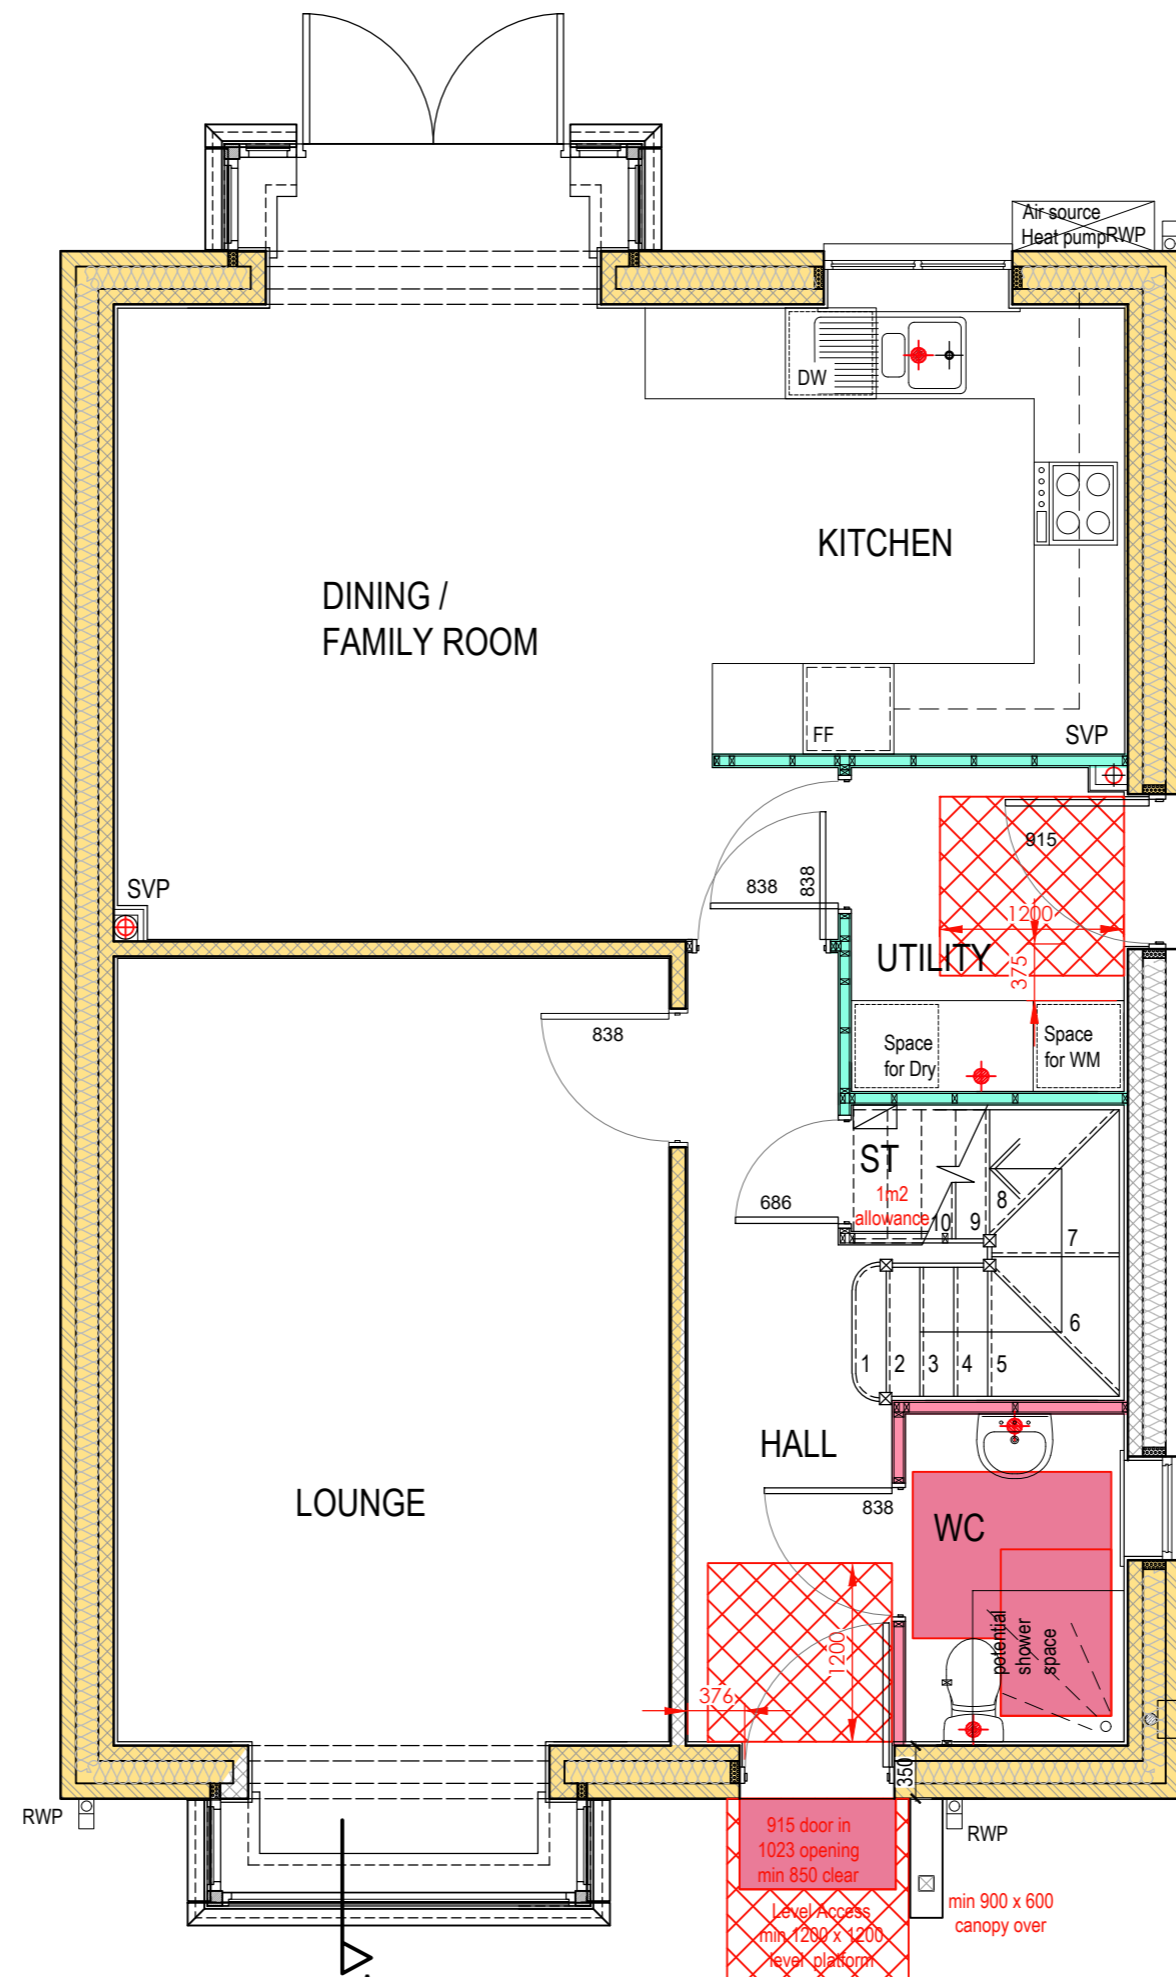 Air source
Heat pump
RWP
DW
KITCHEN
DINING /
FAMILY ROOM
FF
SVP
915
838
838
SVP
1200
UTILITY
375
838
Space
for Dry
Space
for WM
ST
1m2
allowance
686
10
9
8
7
6
1
2
3
4
5
HALL
LOUNGE
838
WC
potential
shower
space
1200
376
350
RWP
RWP
915 door in
1023 opening
min 850 clear
Level Access
min 1200 x 1200
level platform
min 900 x 600
canopy over